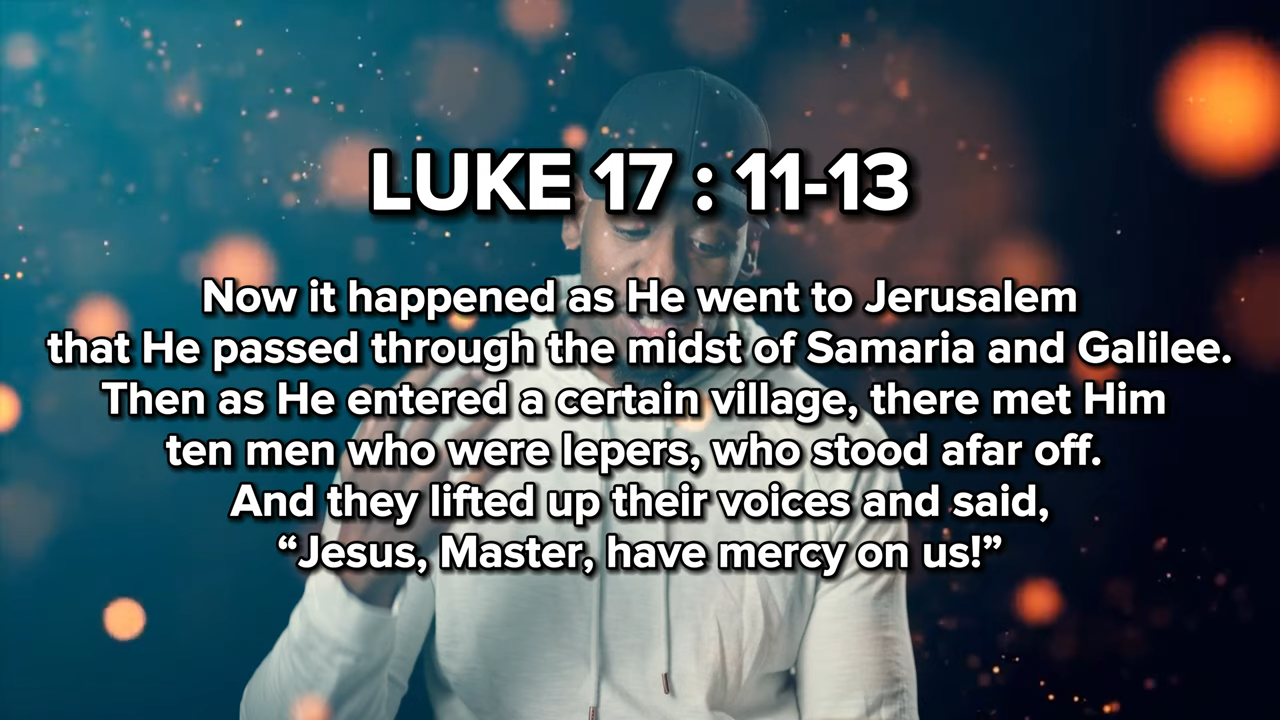 LUKE 17 : 11-13
Now it happened as He went to Jerusalem
that He passed through the midst of Samaria and Galilee.
Then as He entered a certain village, there met Him
ten men who were lepers, who stood afar off.
And they lifted up their voices and said,
“Jesus, Master, have mercy on us!”